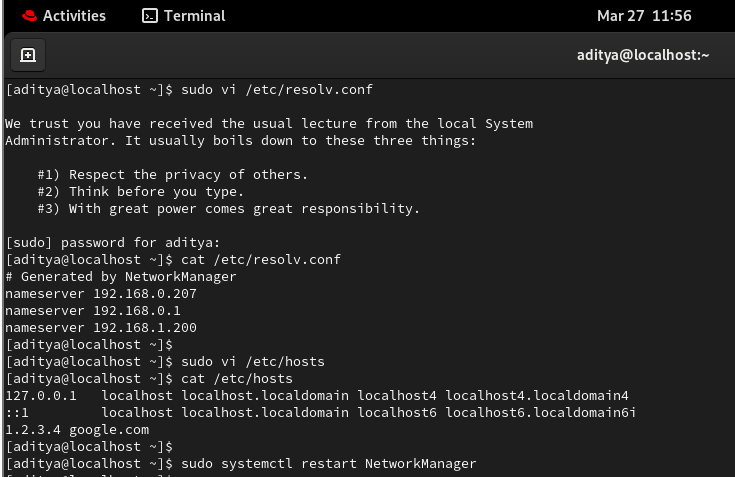 Activities Terminal Mar 27 11:56
aditya@localhost:~
[aditya@localhost ~]$ sudo vi /etc/resolv.conf
We trust you have received the usual lecture from the local System
Administrator. It usually boils down to these three things:
#1) Respect the privacy of others.
#2) Think before you type.
#3) With great power comes great responsibility.
[sudo] password for aditya:
[aditya@localhost ~]$ cat /etc/resolv.conf
# Generated by NetworkManager
nameserver 192.168.0.207
nameserver 192.168.0.1
nameserver 192.168.1.200
[aditya@localhost ~]$
[aditya@localhost ~]$ sudo vi /etc/hosts
[aditya@localhost ~]$ cat /etc/hosts
127.0.0.1   localhost localhost.localdomain localhost4 localhost4.localdomain4
::1         localhost localhost.localdomain localhost6 localhost6.localdomain6i
1.2.3.4 google.com
[aditya@localhost ~]$
[aditya@localhost ~]$ sudo systemctl restart NetworkManager